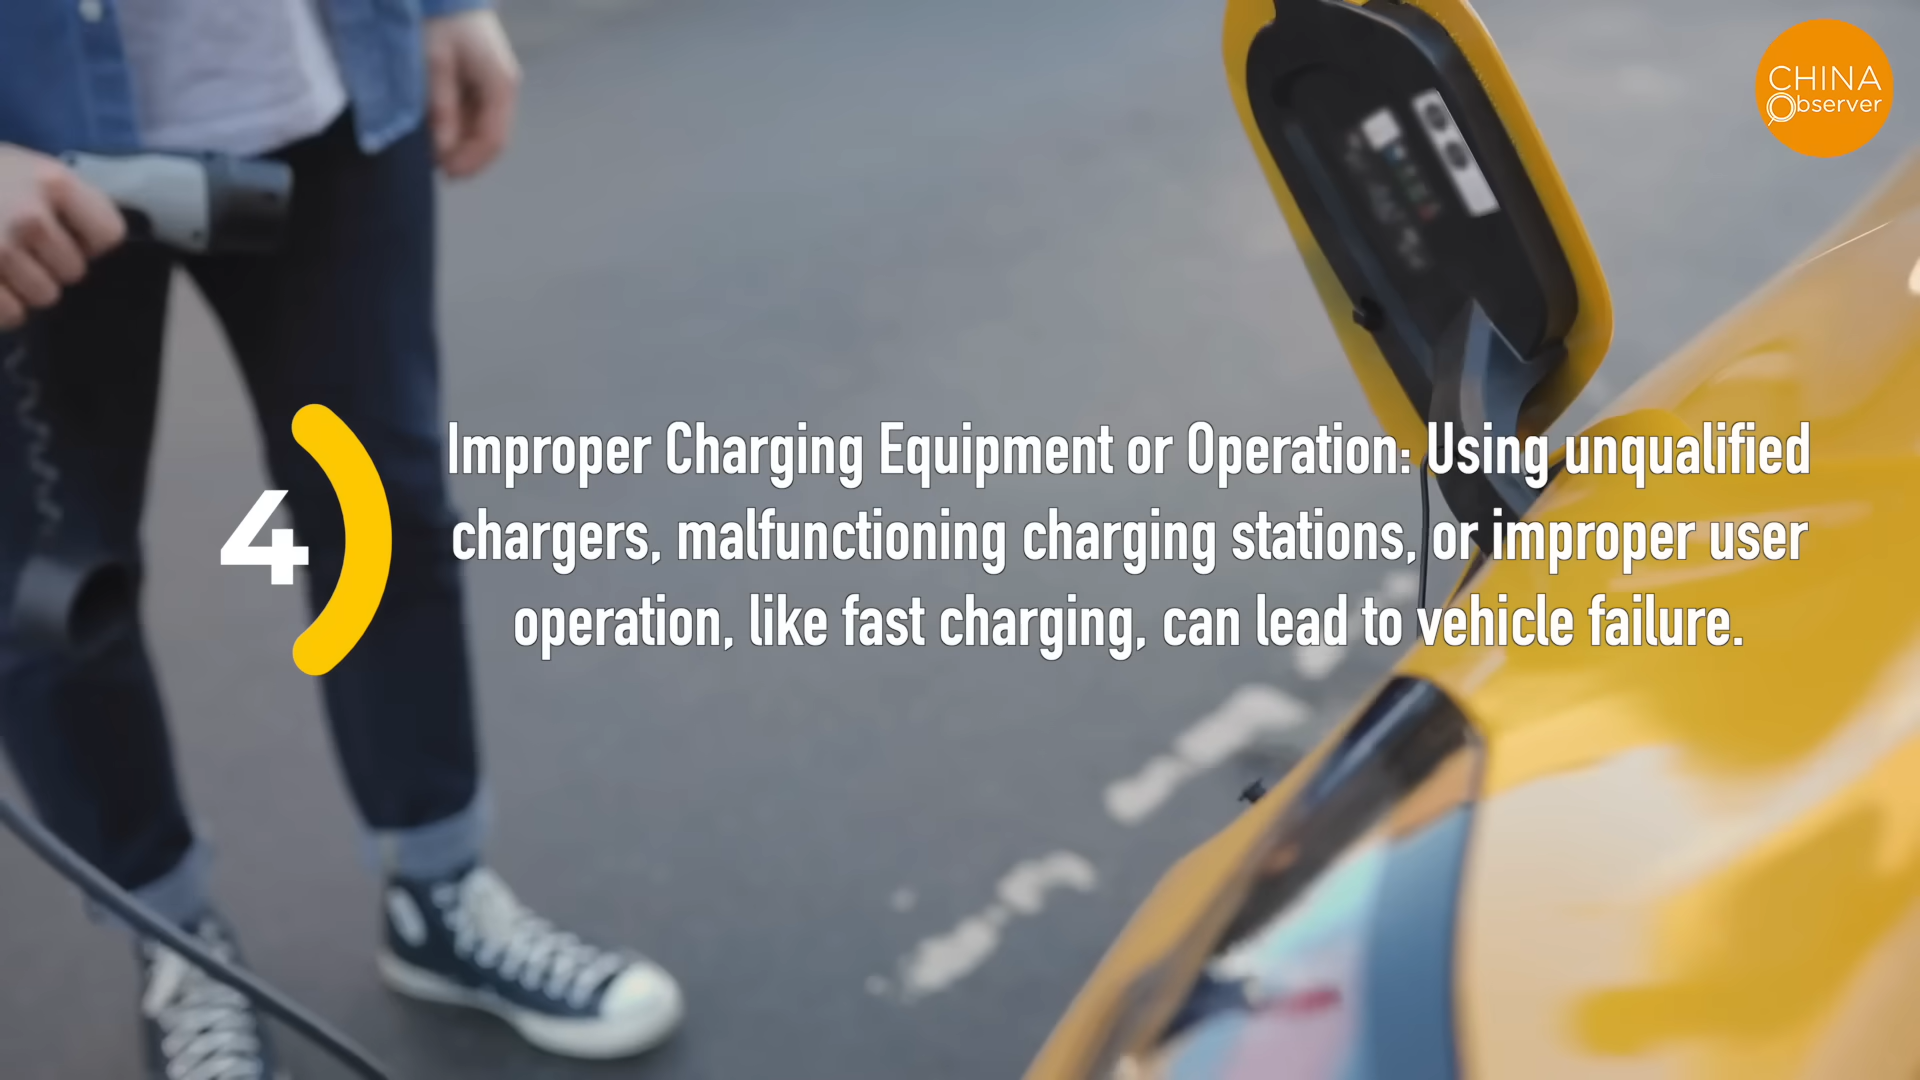 CHINA
Observer
4
Improper Charging Equipment or Operation: Using unqualified
chargers, malfunctioning charging stations, or improper user
operation, like fast charging, can lead to vehicle failure.